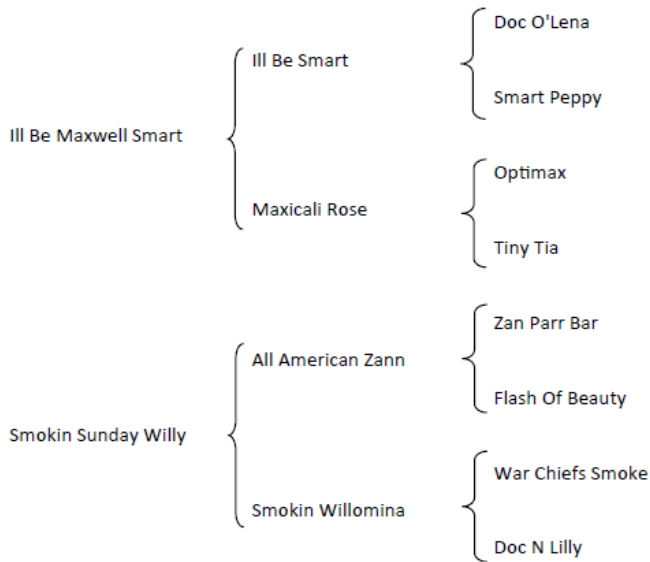 Doc O'Lena
Ill Be Smart
Smart Peppy
Ill Be Maxwell Smart
Optimax
Maxicali Rose
Tiny Tia
Zan Parr Bar
All American Zann
Flash Of Beauty
Smokin Sunday Willy
War Chiefs Smoke
Smokin Willomina
Doc N Lilly